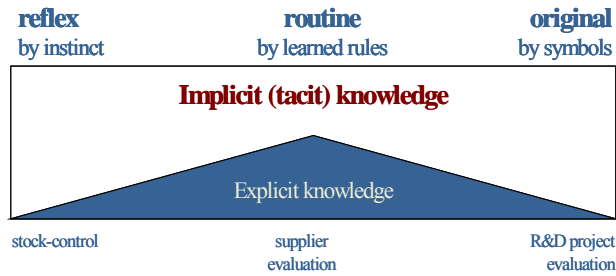 reflex routine original
by instinct by learned rules by symbols
Implicit (tacit) knowledge
Explicit knowledge
stock-control supplier R&D project
evaluation evaluation